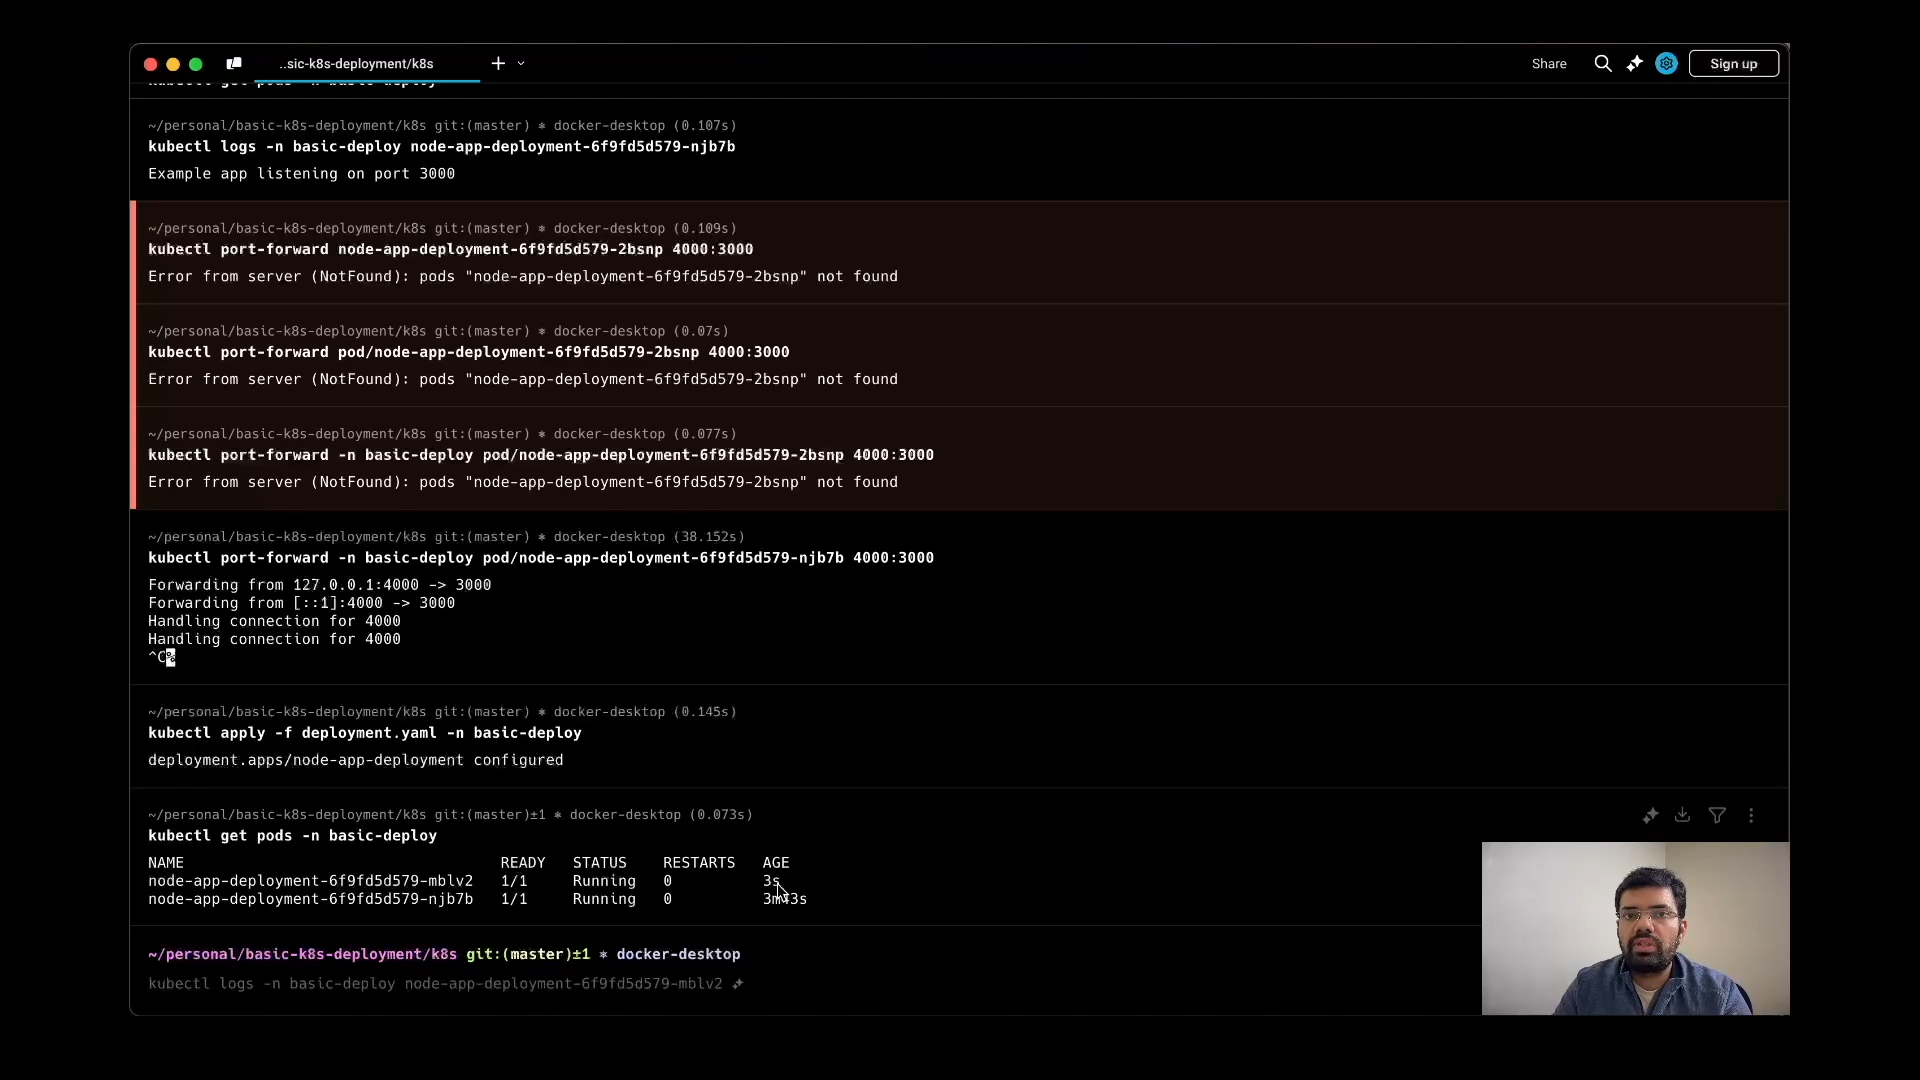 ..sic-k8s-deployment/k8s
Share
Sign up
kubectl get pods -n basic-deploy
~/personal/basic-k8s-deployment/k8s git:(master) ✱ docker-desktop (0.107s)
kubectl logs -n basic-deploy node-app-deployment-6f9fd5d579-njb7b
Example app listening on port 3000
~/personal/basic-k8s-deployment/k8s git:(master) ✱ docker-desktop (0.109s)
kubectl port-forward node-app-deployment-6f9fd5d579-2bsnp 4000:3000
Error from server (NotFound): pods "node-app-deployment-6f9fd5d579-2bsnp" not found
~/personal/basic-k8s-deployment/k8s git:(master) ✱ docker-desktop (0.07s)
kubectl port-forward pod/node-app-deployment-6f9fd5d579-2bsnp 4000:3000
Error from server (NotFound): pods "node-app-deployment-6f9fd5d579-2bsnp" not found
~/personal/basic-k8s-deployment/k8s git:(master) ✱ docker-desktop (0.077s)
kubectl port-forward -n basic-deploy pod/node-app-deployment-6f9fd5d579-2bsnp 4000:3000
Error from server (NotFound): pods "node-app-deployment-6f9fd5d579-2bsnp" not found
~/personal/basic-k8s-deployment/k8s git:(master) ✱ docker-desktop (38.152s)
kubectl port-forward -n basic-deploy pod/node-app-deployment-6f9fd5d579-njb7b 4000:3000
Forwarding from 127.0.0.1:4000 -> 3000
Forwarding from [::1]:4000 -> 3000
Handling connection for 4000
Handling connection for 4000
^C%
~/personal/basic-k8s-deployment/k8s git:(master) ✱ docker-desktop (0.145s)
kubectl apply -f deployment.yaml -n basic-deploy
deployment.apps/node-app-deployment configured
~/personal/basic-k8s-deployment/k8s git:(master)±1 ✱ docker-desktop (0.073s)
kubectl get pods -n basic-deploy
NAME READY STATUS RESTARTS AGE
node-app-deployment-6f9fd5d579-mblv2 1/1 Running 0 3s
node-app-deployment-6f9fd5d579-njb7b 1/1 Running 0
~/personal/basic-k8s-deployment/k8s git:(master)±1 ✱ docker-desktop
kubectl logs -n basic-deploy node-app-deployment-6f9fd5d579-mblv2